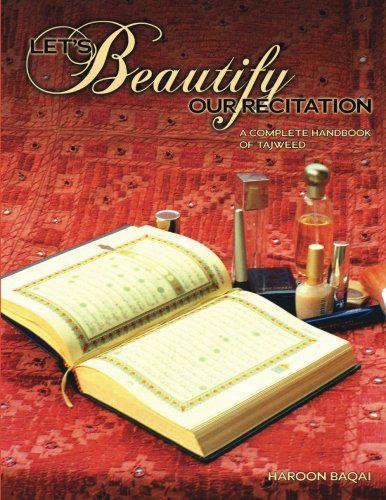 LET'S
Beautify
OUR RECITATION
A COMPLETE HANDBOOK
OF TAJWEED
HAROON BAQAI